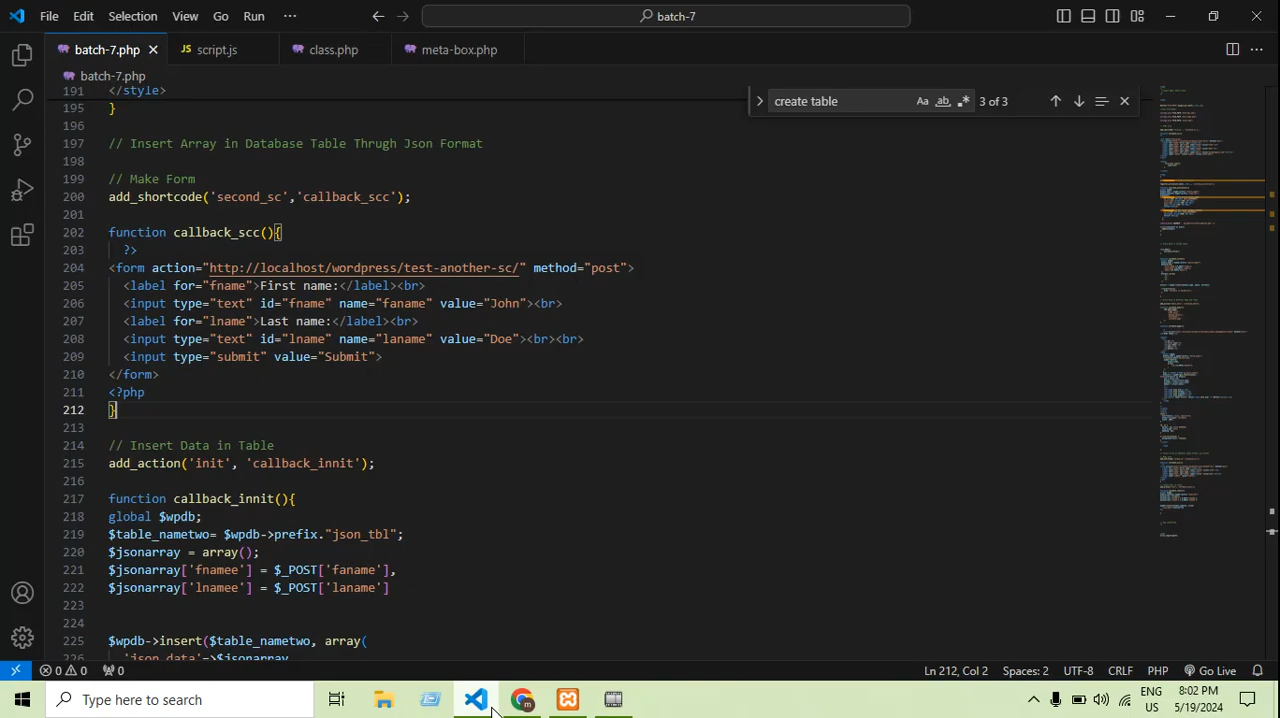 File Edit Selection View Go Run ··· batch-7
batch-7.php JS script.js class.php meta-box.php
batch-7.php
create table Aa ab 3 of 3
191 </style>
195 }
196
197 // Insert Array in Database Table Thrugh Json Format
198
199 // Make Form
200 add_shortcode('second_sc','callback_scc');
201
202 function callback_scc(){
203 ?>
204 <form action="http://localhost/wordpress/test-another-sc/" method="post">
205 <label for="fname">First name:</label><br>
206 <input type="text" id="fname" name="faname" value="John"><br>
207 <label for="lname">Last name:</label><br>
208 <input type="text" id="lname" name="laname" value="Doe"><br><br>
209 <input type="submit" value="Submit">
210 </form>
211 <?php
212 }
213
214 // Insert Data in Table
215 add_action('init', 'callback_innit');
216
217 function callback_innit(){
218 global $wpdb;
219 $table_nametwo= $wpdb->prefix."json_tbl";
220 $jsonarray = array();
221 $jsonarray['fnamee'] = $_POST['faname'],
222 $jsonarray['lnamee'] = $_POST['laname']
223
224
225 $wpdb->insert($table_nametwo, array(
226 'json_data'=>$jsonarray
0 0 0 Ln 212, Col 2 Spaces: 2 UTF-8 CRLF PHP Go Live
Type here to search ENG US 8:02 PM 5/19/2024